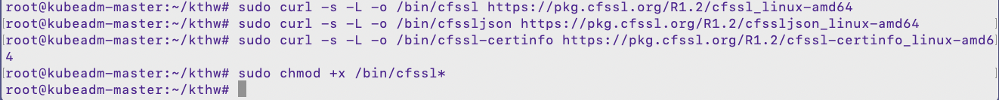 root@kubeadm-master:~/kthw# sudo curl -s -L -o /bin/cfssl https://pkg.cfssl.org/R1.2/cfssl_linux-amd64
[root@kubeadm-master:~/kthw# sudo curl -s -L -o /bin/cfssljson https://pkg.cfssl.org/R1.2/cfssljson_linux-amd64 ]
[root@kubeadm-master:~/kthw# sudo curl -s -L -o /bin/cfssl-certinfo https://pkg.cfssl.org/R1.2/cfssl-certinfo_linux-amd6]
4
[root@kubeadm-master:~/kthw# sudo chmod +x /bin/cfssl* ]
root@kubeadm-master:~/kthw#